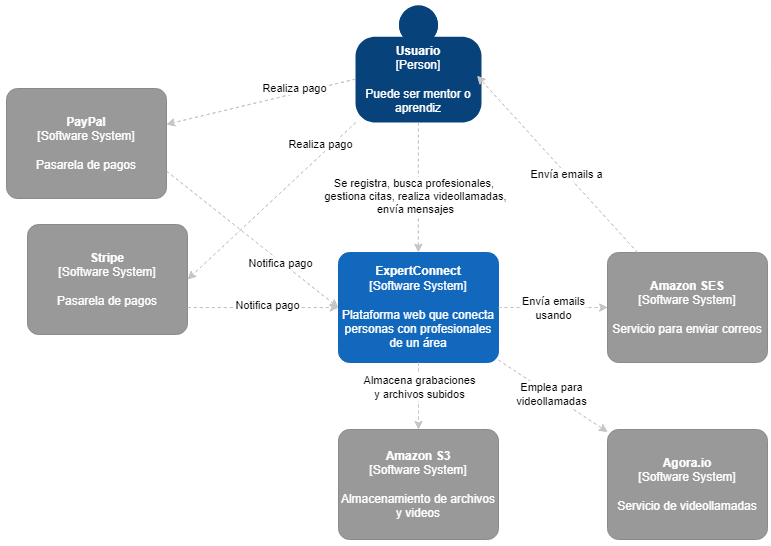 Usuario
[Person]
Puede ser mentor o
aprendiz
Realiza pago
PayPal
[Software System]
Pasarela de pagos
Realiza pago
Envía emails a
Se registra, busca profesionales,
gestiona citas, realiza videollamadas,
envía mensajes
Stripe
[Software System]
Pasarela de pagos
Notifica pago
Notifica pago
ExpertConnect
[Software System]
Plataforma web que conecta
personas con profesionales
de un área
Envía emails
usando
Amazon SES
[Software System]
Servicio para enviar correos
Almacena grabaciones
y archivos subidos
Emplea para
videollamadas
Amazon S3
[Software System]
Almacenamiento de archivos
y videos
Agora.io
[Software System]
Servicio de videollamadas